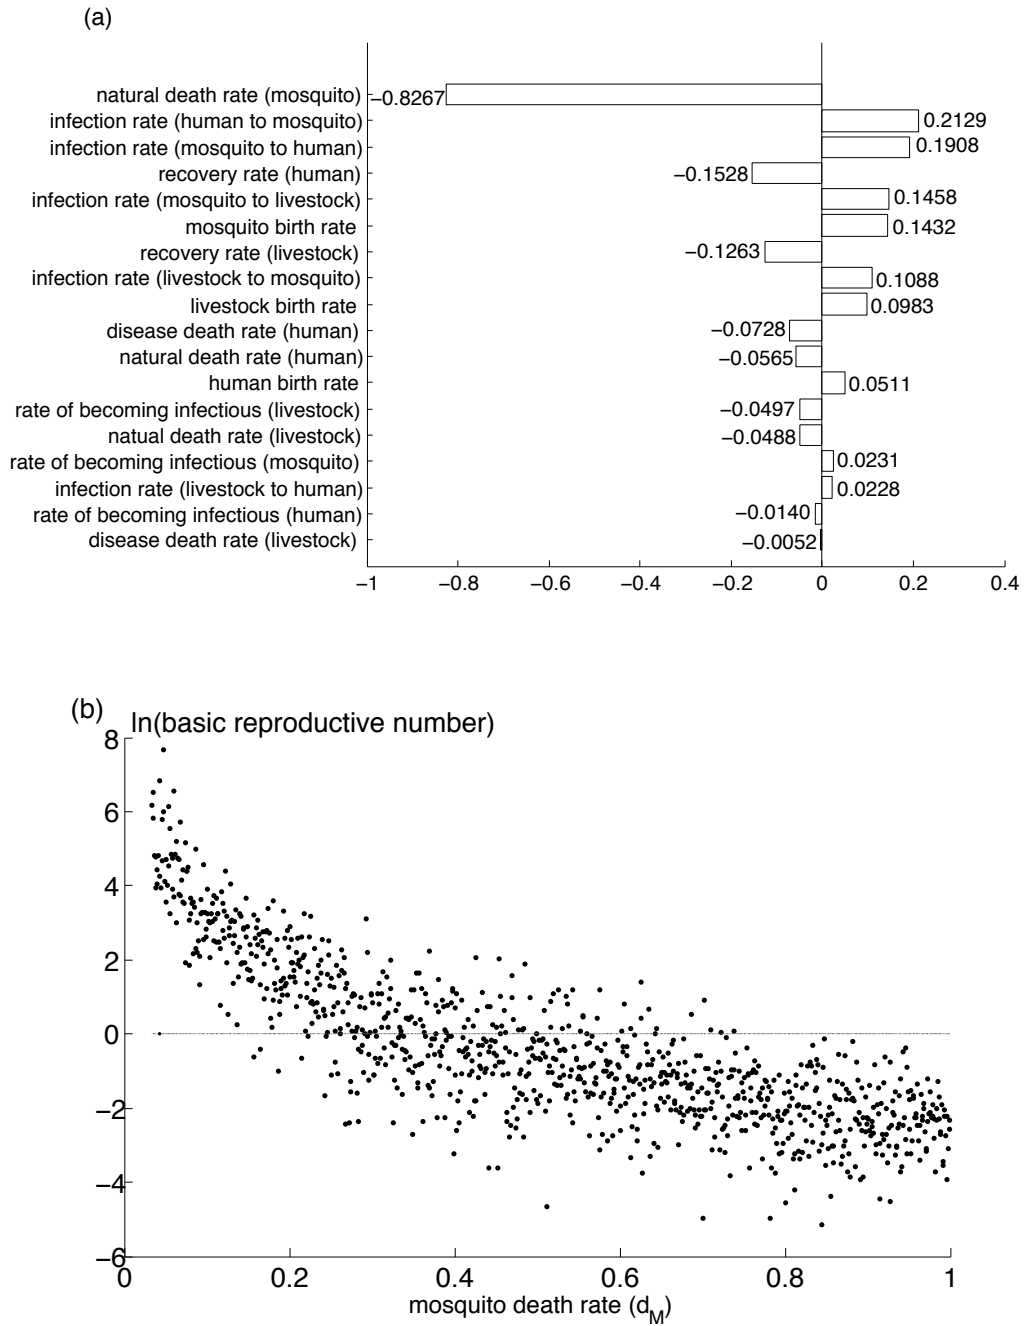 (a)
natural death rate (mosquito) −0.8267
infection rate (human to mosquito) 0.2129
infection rate (mosquito to human) 0.1908
recovery rate (human) −0.1528
infection rate (mosquito to livestock) 0.1458
mosquito birth rate 0.1432
recovery rate (livestock) −0.1263
infection rate (livestock to mosquito) 0.1088
livestock birth rate 0.0983
disease death rate (human) −0.0728
natural death rate (human) −0.0565
human birth rate 0.0511
rate of becoming infectious (livestock) −0.0497
natual death rate (livestock) −0.0488
rate of becoming infectious (mosquito) 0.0231
infection rate (livestock to human) 0.0228
rate of becoming infectious (human) −0.0140
disease death rate (livestock) −0.0052
−1 −0.8 −0.6 −0.4 −0.2 0 0.2 0.4
(b) ln(basic reproductive number)
8
6
4
2
0
−2
−4
−6
0 0.2 0.4 0.6 0.8 1
mosquito death rate (d_M)